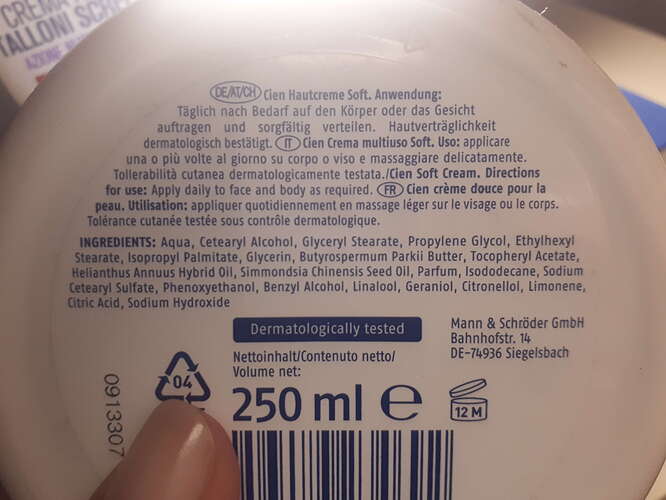 CREMA
TALLONI SCRE
AZIONE
DE/AT/CH Cien Hautcreme Soft. Anwendung:
Täglich nach Bedarf auf den Körper oder das Gesicht
auftragen und sorgfältig verteilen. Hautverträglichkeit
dermatologisch bestätigt. IT Cien Crema multiuso Soft. Uso: applicare
una o più volte al giorno su corpo o viso e massaggiare delicatamente.
Tollerabilità cutanea dermatologicamente testata./Cien Soft Cream. Directions
for use: Apply daily to face and body as required. FR Cien crème douce pour la
peau. Utilisation: appliquer quotidiennement en massage léger sur le visage ou le corps.
Tolérance cutanée testée sous contrôle dermatologique.
INGREDIENTS: Aqua, Cetearyl Alcohol, Glyceryl Stearate, Propylene Glycol, Ethylhexyl
Stearate, Isopropyl Palmitate, Glycerin, Butyrospermum Parkii Butter, Tocopheryl Acetate,
Helianthus Annuus Hybrid Oil, Simmondsia Chinensis Seed Oil, Parfum, Isododecane, Sodium
Cetearyl Sulfate, Phenoxyethanol, Benzyl Alcohol, Linalool, Geraniol, Citronellol, Limonene,
Citric Acid, Sodium Hydroxide
Dermatologically tested
Mann & Schröder GmbH
Bahnhofstr. 14
DE-74936 Siegelsbach
Nettoinhalt/Contenuto netto/
Volume net:
04
250 ml e
12 M
0913307